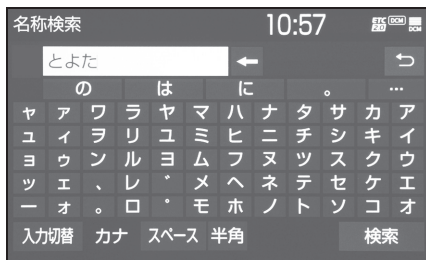 名称検索 10:57 ETC 2.0 DCM
とよた
の は に 。 …
ャ ァ ワ ラ ヤ マ ハ ナ タ サ カ ア
ュ ィ ヲ リ ユ ミ ヒ ニ チ シ キ イ
ョ ゥ ン ル ヨ ム フ ヌ ツ ス ク ウ
ッ ェ 、 レ ゛ メ ヘ ネ テ セ ケ エ
ー ォ 。 ロ ゜ モ ホ ノ ト ソ コ オ
入力切替 カナ スペース 半角 検索